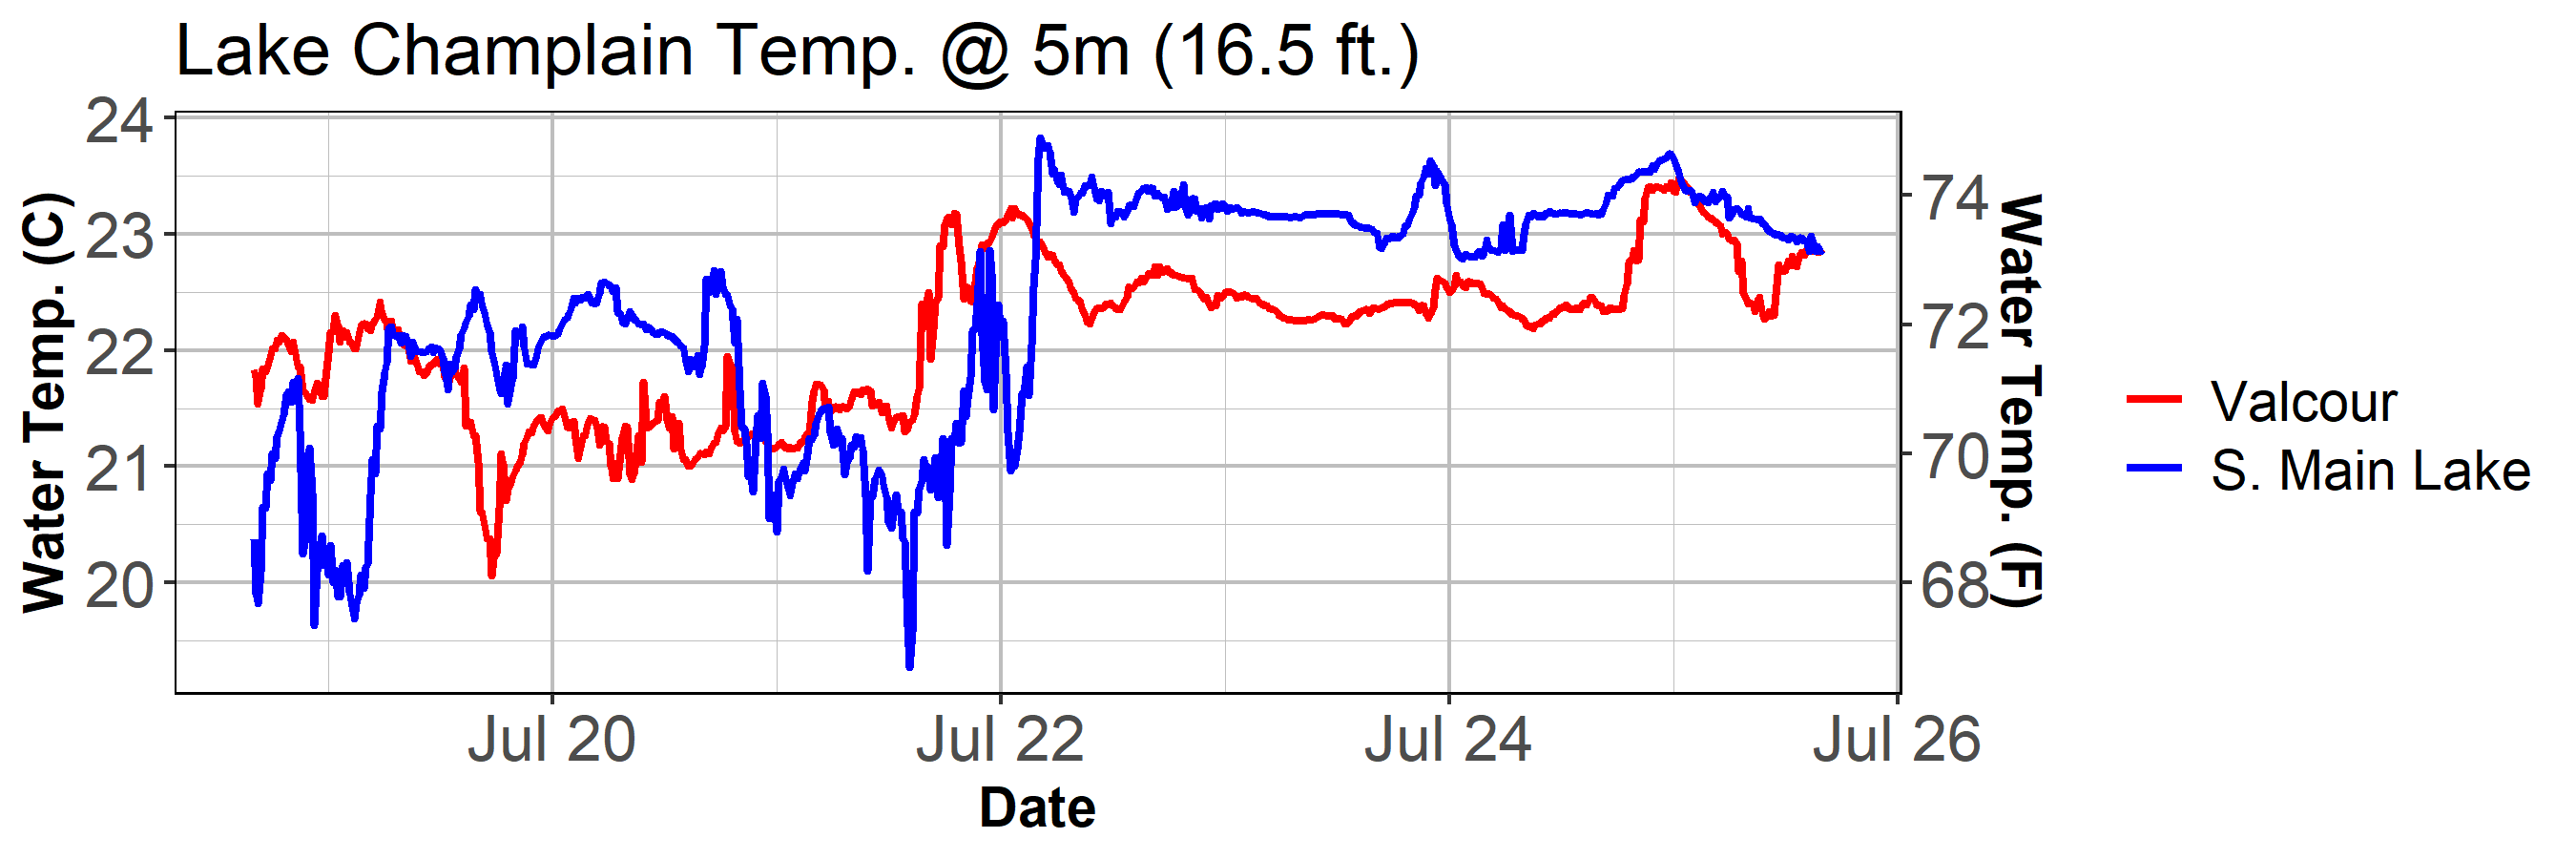 Lake Champlain Temp. @ 5m (16.5 ft.)
Water Temp. (C)
24
23
22
21
20
74
72
70
68
Water Temp. (F)
Jul 20
Jul 22
Jul 24
Jul 26
Date
Valcour
S. Main Lake